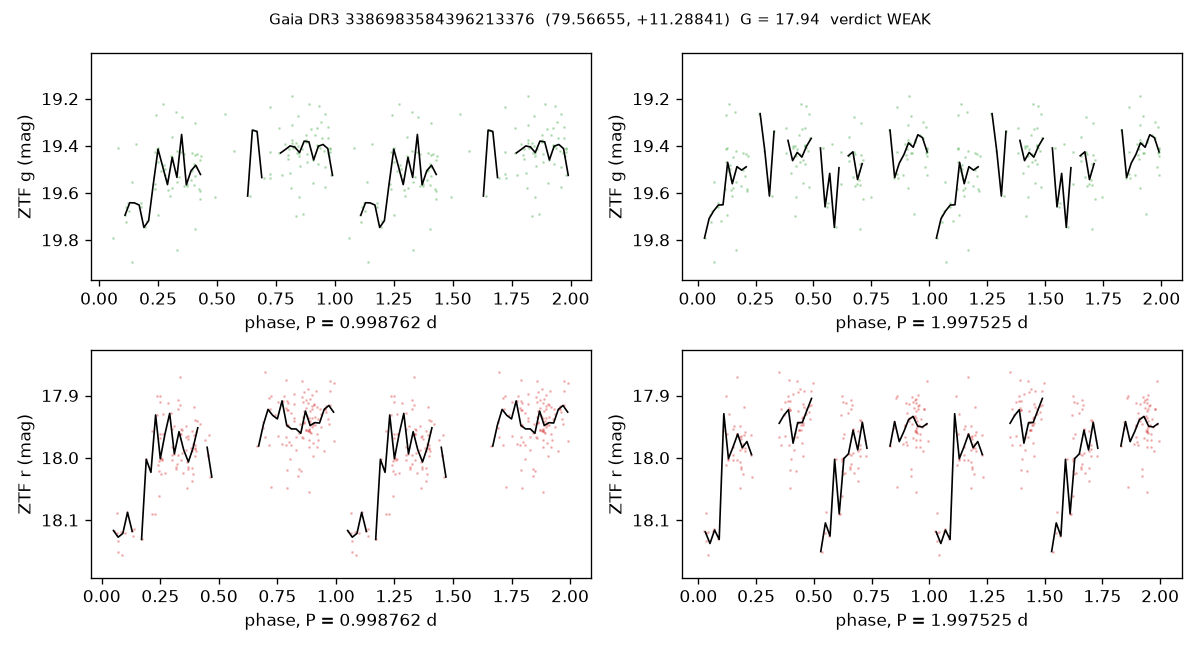 Gaia DR3 3386983584396213376 (79.56655, +11.28841) G = 17.94 verdict WEAK
ZTF g (mag)
19.2
19.4
19.6
19.8
0.00 0.25 0.50 0.75 1.00 1.25 1.50 1.75 2.00
phase, P = 0.998762 d
ZTF g (mag)
19.2
19.4
19.6
19.8
0.00 0.25 0.50 0.75 1.00 1.25 1.50 1.75 2.00
phase, P = 1.997525 d
ZTF r (mag)
17.9
18.0
18.1
0.00 0.25 0.50 0.75 1.00 1.25 1.50 1.75 2.00
phase, P = 0.998762 d
ZTF r (mag)
17.9
18.0
18.1
0.00 0.25 0.50 0.75 1.00 1.25 1.50 1.75 2.00
phase, P = 1.997525 d